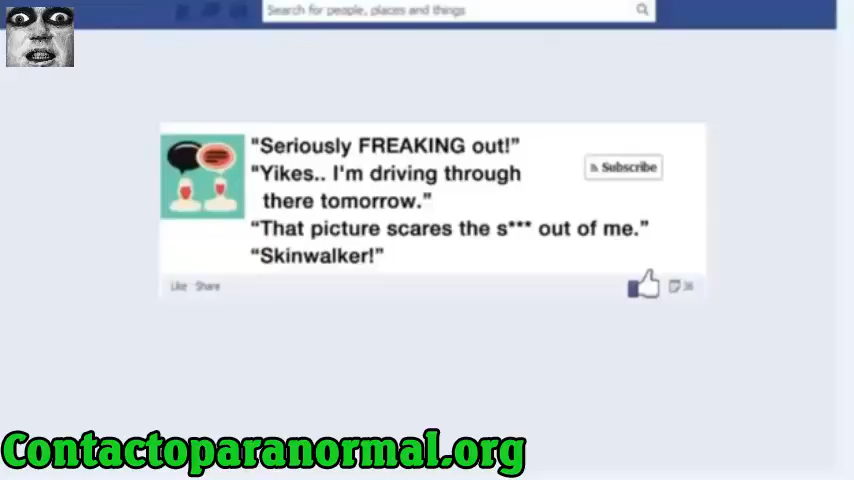 Search for people, places and things
"Seriously FREAKING out!"
"Yikes.. I'm driving through
there tomorrow."
Subscribe
"That picture scares the s*** out of me."
"Skinwalker!"
Like · Share
36
Contactoparanormal.org